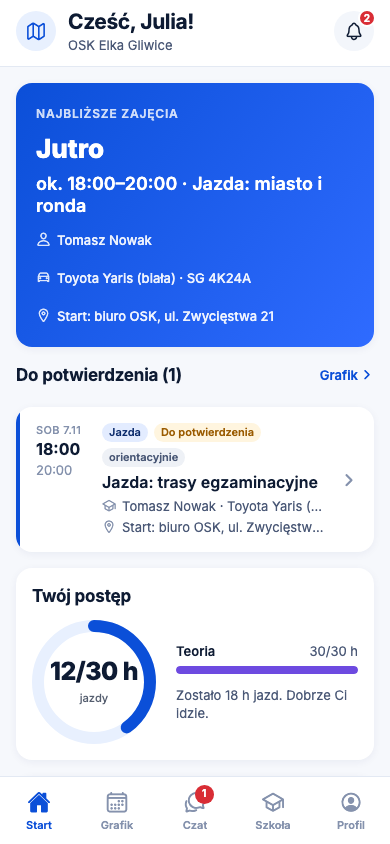 Cześć, Julia!
OSK Elka Gliwice
2
NAJBLIŻSZE ZAJĘCIA
Jutro
ok. 18:00–20:00 · Jazda: miasto i
ronda
Tomasz Nowak
Toyota Yaris (biała) · SG 4K24A
Start: biuro OSK, ul. Zwycięstwa 21
Do potwierdzenia (1)
Grafik
SOB 7.11
18:00
20:00
Jazda
Do potwierdzenia
orientacyjnie
Jazda: trasy egzaminacyjne
Tomasz Nowak · Toyota Yaris (...
Start: biuro OSK, ul. Zwycięstw...
Twój postęp
12/30 h
jazdy
Teoria
30/30 h
Zostało 18 h jazd. Dobrze Ci
idzie.
1
Start
Grafik
Czat
Szkoła
Profil